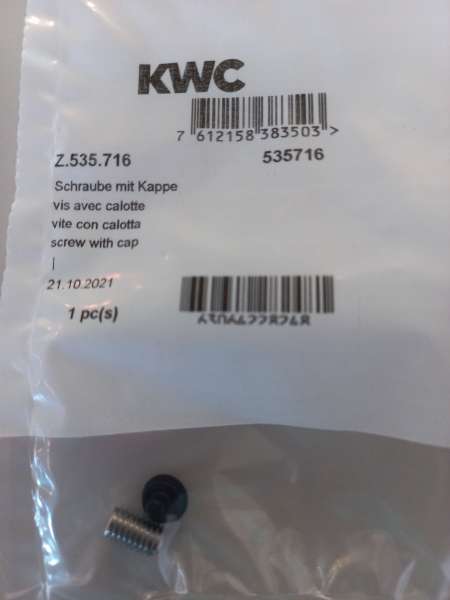 KWC
7 612158 383503 >
Z.535.716 535716
Schraube mit Kappe
vis avec calotte
vite con calotta
screw with cap
|
21.10.2021
1 pc(s)